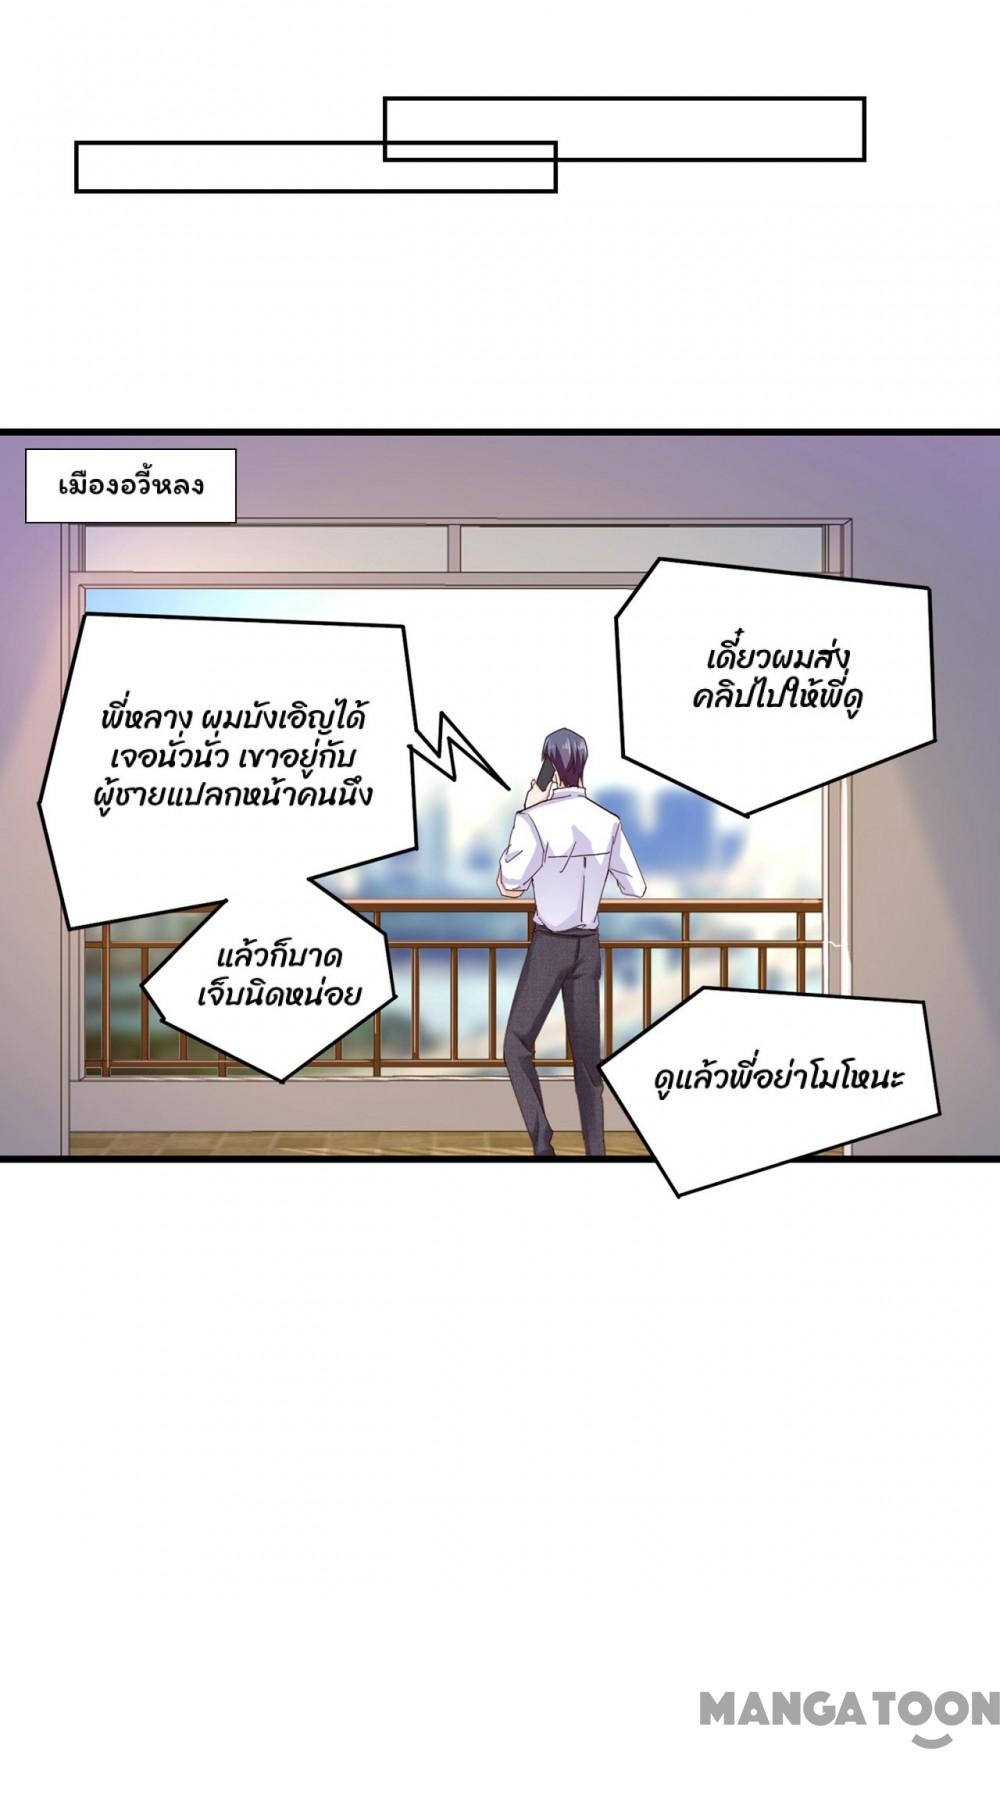 เมืองอวี้หลง
เดี๋ยวผมส่ง
คลิปไปให้พี่ดู
พี่หลาง ผมบังเอิญได้
เจอนั่วนั่ว เขาอยู่กับ
ผู้ชายแปลกหน้าคนนึง
แล้วก็บาด
เจ็บนิดหน่อย
ดูแล้วพี่อย่าโมโหนะ
MANGATOON